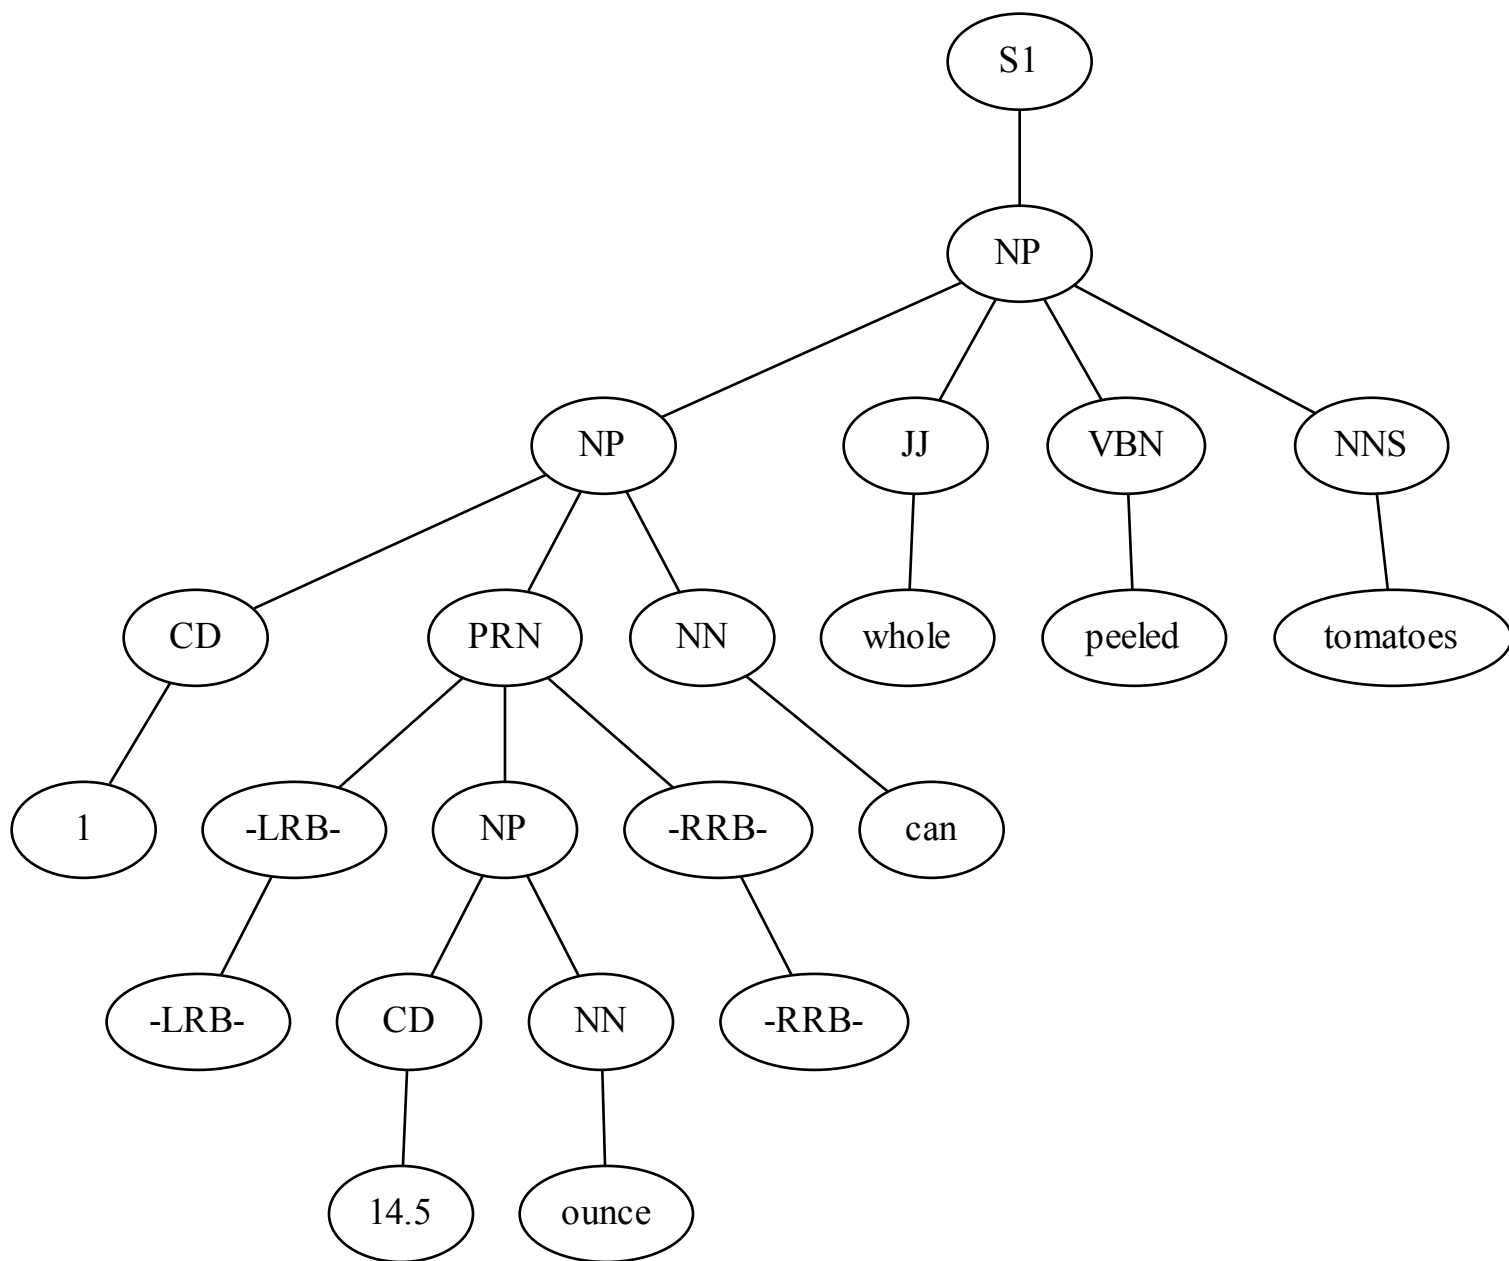 S1
NP
NP JJ VBN NNS
CD PRN NN whole peeled tomatoes
1 -LRB- NP -RRB- can
-LRB- CD NN -RRB-
14.5 ounce